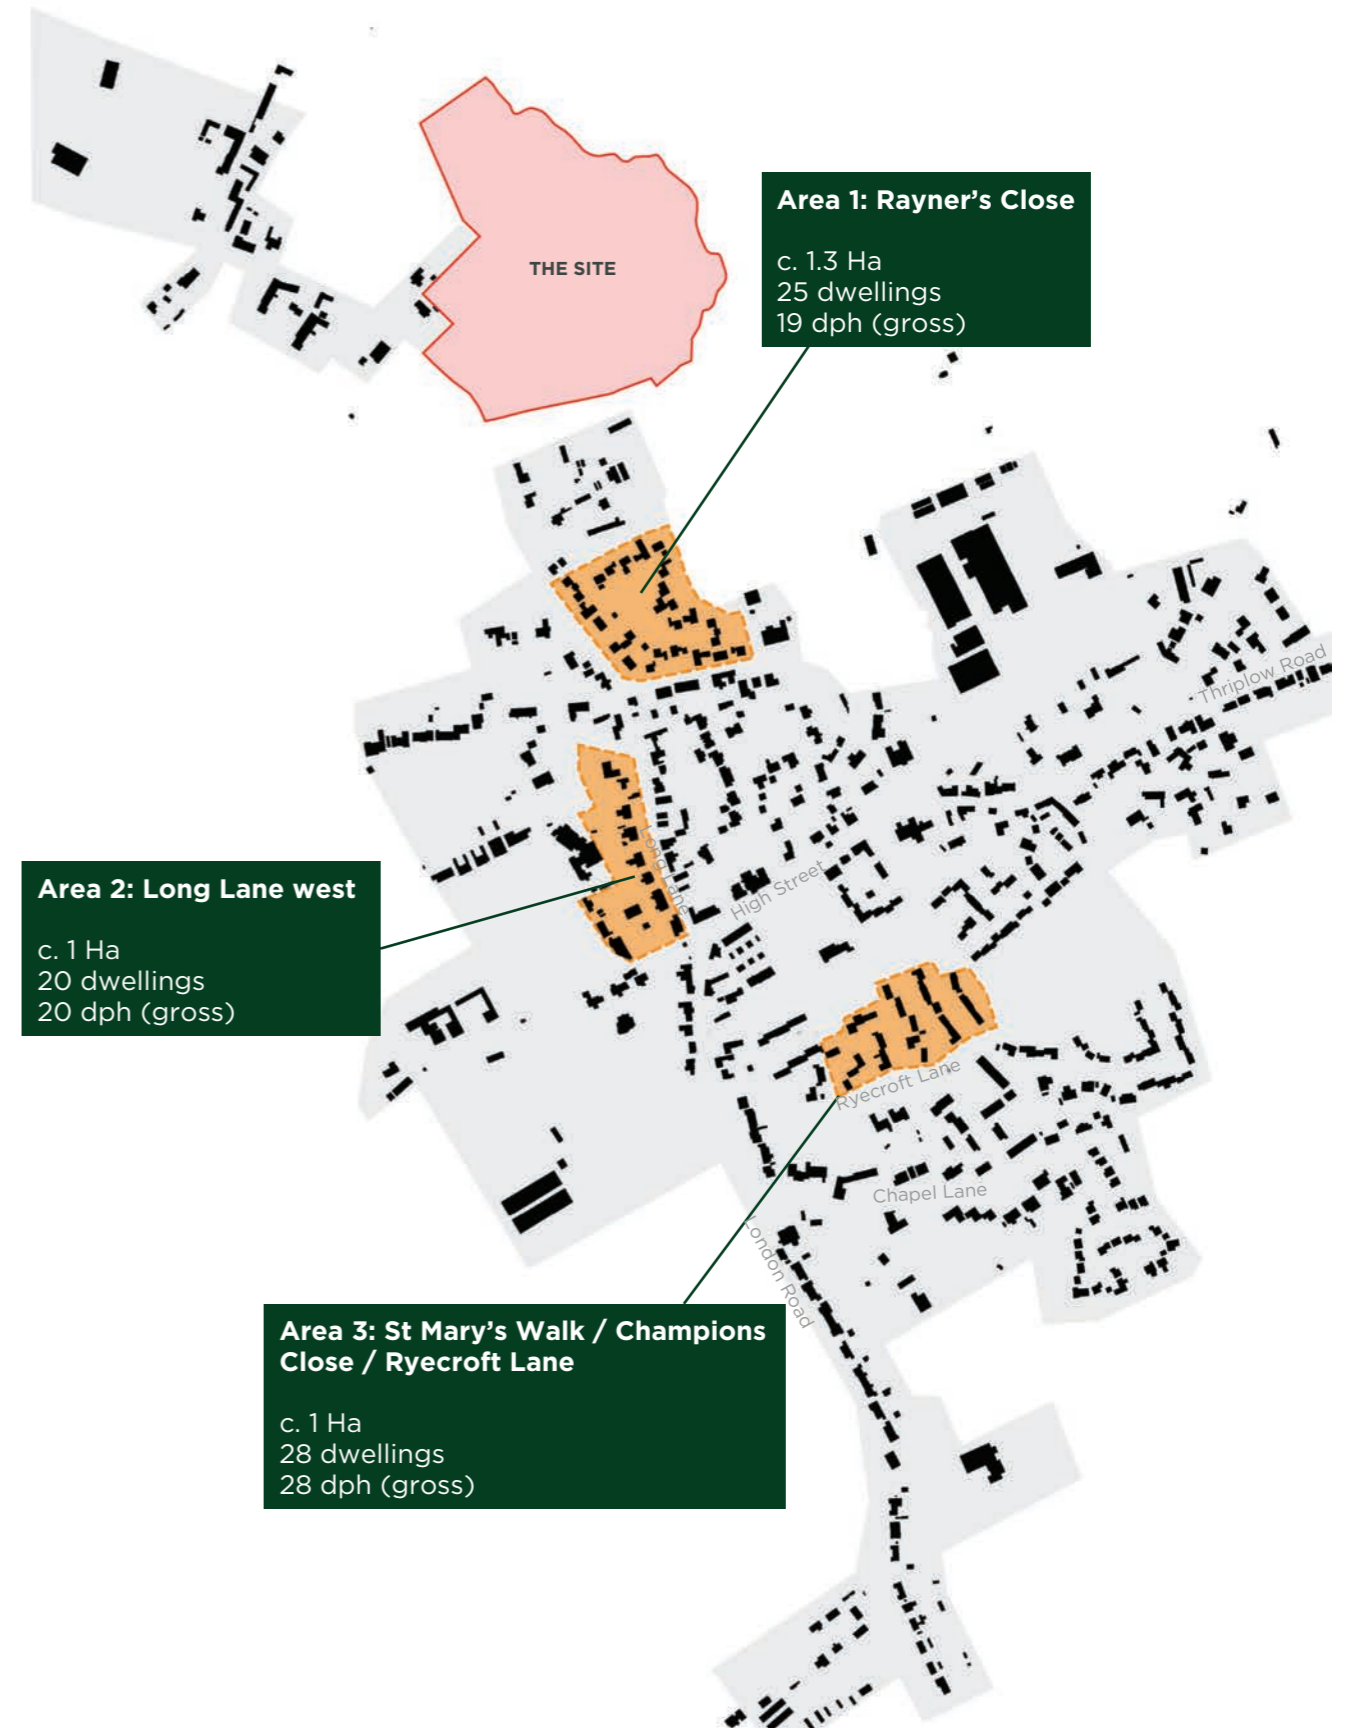 THE SITE
Area 1: Rayner's Close
c. 1.3 Ha
25 dwellings
19 dph (gross)
Thriplow Road
Long Lane
High Street
Area 2: Long Lane west
c. 1 Ha
20 dwellings
20 dph (gross)
Ryecroft Lane
Chapel Lane
London Road
Area 3: St Mary’s Walk / Champions
Close / Ryecroft Lane
c. 1 Ha
28 dwellings
28 dph (gross)